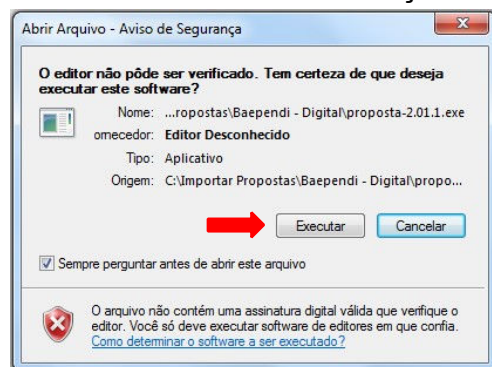 Abrir Arquivo - Aviso de Segurança
O editor não pôde ser verificado. Tem certeza de que deseja
executar este software?
Nome: ...ropostas\Baependi - Digital\proposta-2.01.1.exe
omecedor: Editor Desconhecido
Tipo: Aplicativo
Origem: C:\Importar Propostas\Baependi - Digital\propo...
Executar Cancelar
Sempre perguntar antes de abrir este arquivo
O arquivo não contém uma assinatura digital válida que verifique o
editor. Você só deve executar software de editores em que confia.
Como determinar o software a ser executado?